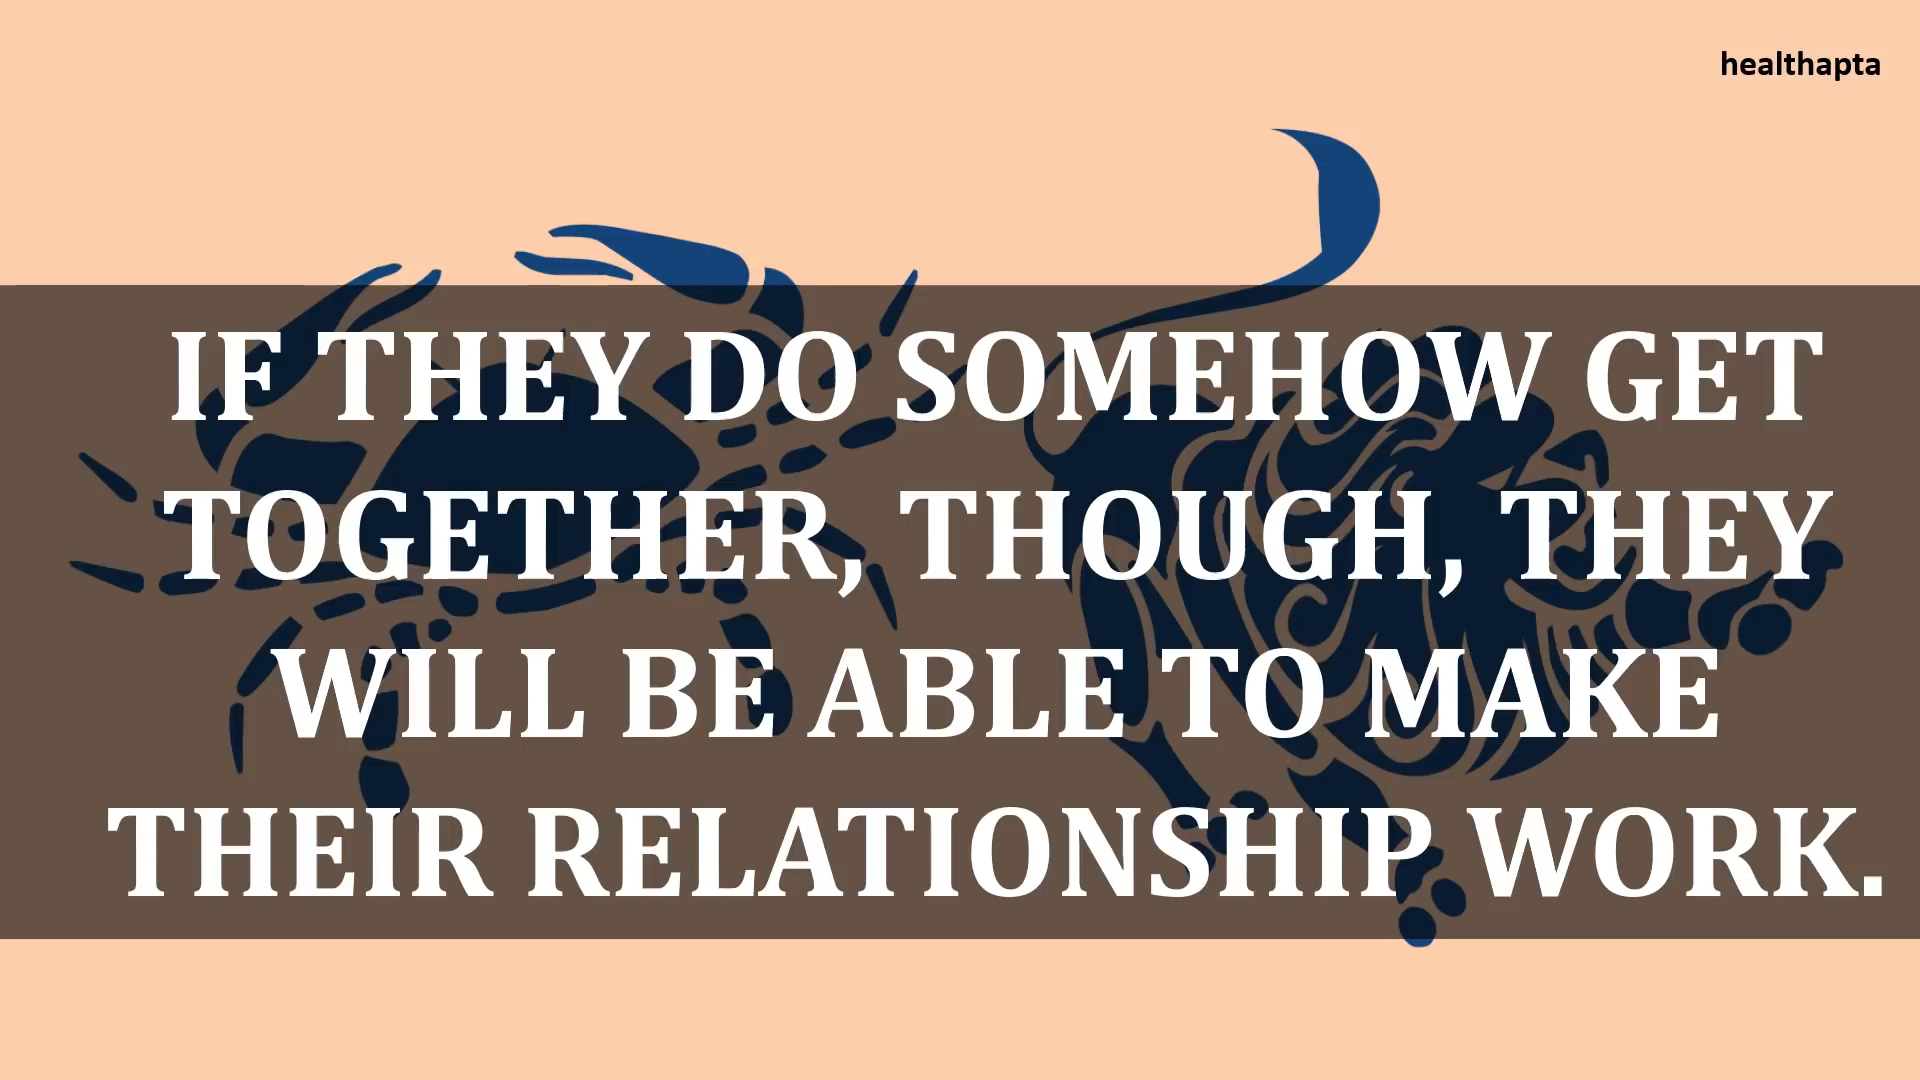 healthapta
IF THEY DO SOMEHOW GET
TOGETHER, THOUGH, THEY
WILL BE ABLE TO MAKE
THEIR RELATIONSHIP WORK.